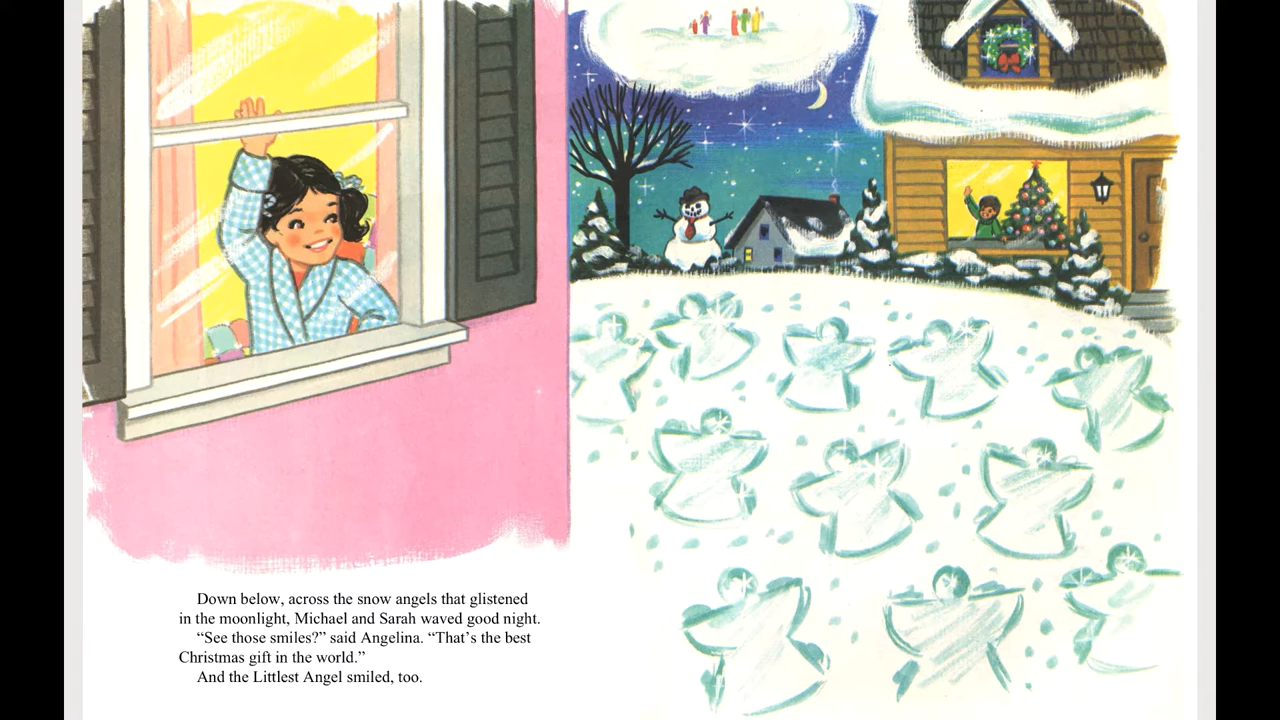 Down below, across the snow angels that glistened
in the moonlight, Michael and Sarah waved good night.
“See those smiles?” said Angelina. “That’s the best
Christmas gift in the world.”
And the Littlest Angel smiled, too.